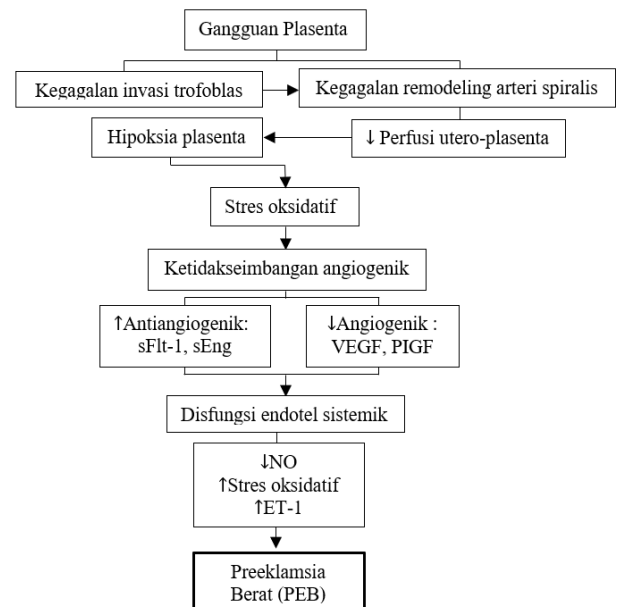 Gangguan Plasenta
Kegagalan invasi trofoblas
Kegagalan remodeling arteri spiralis
Hipoksia plasenta
↓ Perfusi utero-plasenta
Stres oksidatif
Ketidakseimbangan angiogenik
↑Antiangiogenik:
sFlt-1, sEng
↓Angiogenik :
VEGF, PIGF
Disfungsi endotel sistemik
↓NO
↑Stres oksidatif
↑ET-1
Preeklamsia
Berat (PEB)